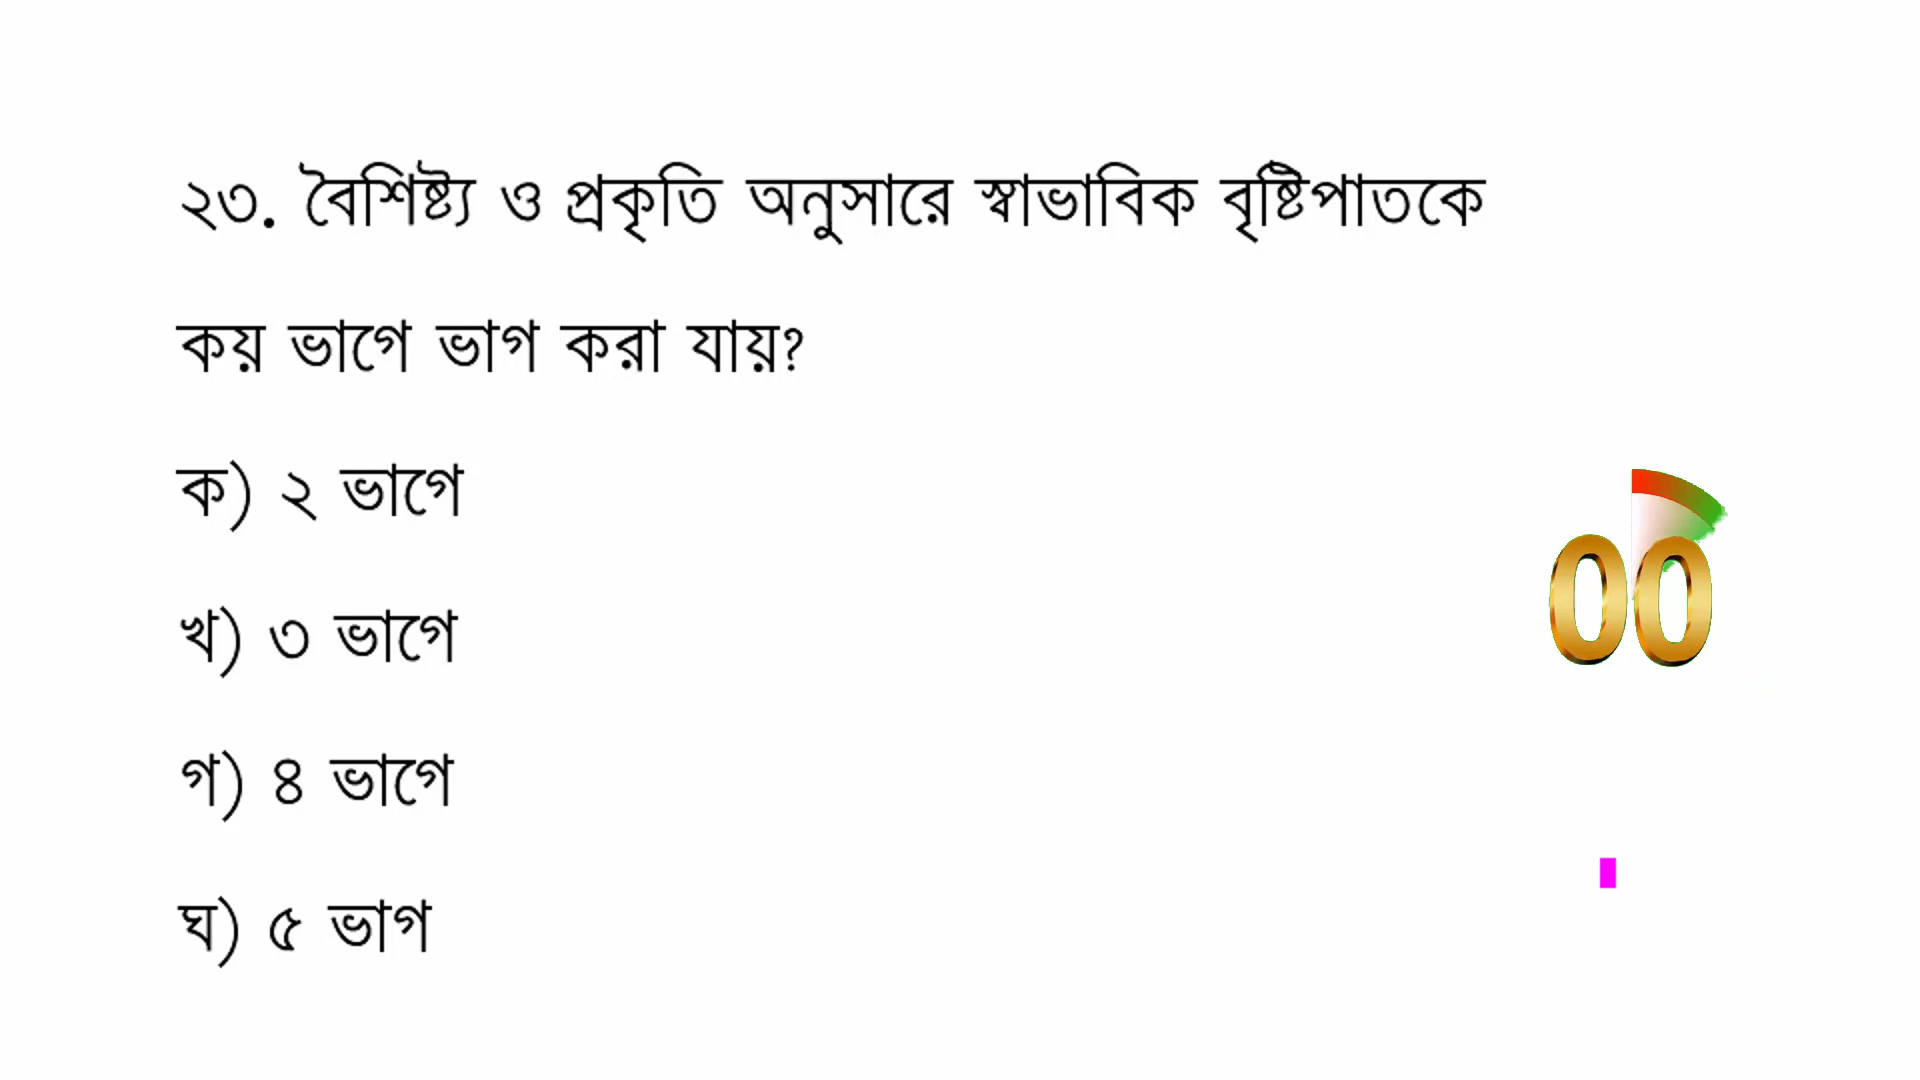 ২৩. বৈশিষ্ট্য ও প্রকৃতি অনুসারে স্বাভাবিক বৃষ্টিপাতকে
কয় ভাগে ভাগ করা যায়?
ক) ২ ভাগে
খ) ৩ ভাগে
00
গ) ৪ ভাগে
ঘ) ৫ ভাগ